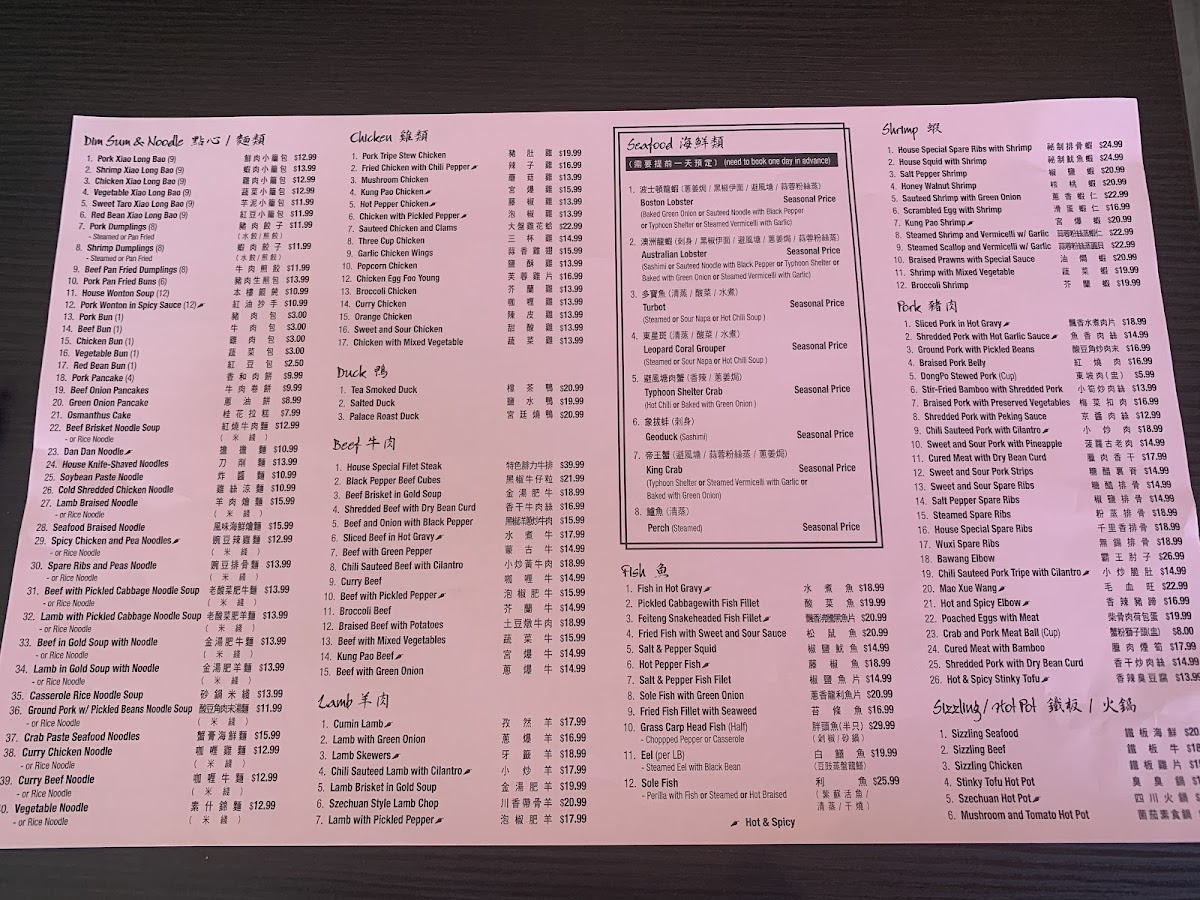 Dim Sum & Noodle 點心 / 麵類
1. Pork Xiao Long Bao (9) 鮮肉小籠包 $12.99
2. Shrimp Xiao Long Bao (9) 蝦肉小籠包 $13.99
3. Chicken Xiao Long Bao (9) 雞肉小籠包 $12.99
4. Vegetable Xiao Long Bao (9) 蔬菜小籠包 $12.99
5. Sweet Taro Xiao Long Bao (9) 芋泥小籠包 $11.99
6. Red Bean Xiao Long Bao (9) 紅豆小籠包 $11.99
7. Pork Dumplings (8) 豬肉餃子 $11.99
- Steamed or Pan Fried (水餃/煎餃)
8. Shrimp Dumplings (8) 蝦肉餃子 $11.99
- Steamed or Pan Fried (水餃/煎餃)
9. Beef Pan Fried Dumplings (8) 牛肉煎餃 $11.99
10. Pork Pan Fried Buns (6) 豬肉生煎包 $13.99
11. House Wonton Soup (12) 本樓餛飩 $10.99
12. Pork Wonton in Spicy Sauce (12) 紅油抄手 $10.99
13. Pork Bun (1) 豬肉包 $3.00
14. Beef Bun (1) 牛肉包 $3.00
15. Chicken Bun (1) 雞肉包 $3.00
16. Vegetable Bun (1) 蔬菜包 $3.00
17. Red Bean Bun (1) 紅豆包 $2.50
18. Pork Pancake (4) 香和肉餅 $9.99
19. Beef Onion Pancakes 牛肉卷餅 $9.99
20. Green Onion Pancake 蔥油餅 $8.99
21. Osmanthus Cake 桂花拉糕 $7.99
22. Beef Brisket Noodle Soup 紅燒牛肉麵 $12.99
- or Rice Noodle (米綫)
23. Dan Dan Noodle 擔擔麵 $10.99
24. House Knife-Shaved Noodles 刀削麵 $13.99
25. Soybean Paste Noodle 炸醬麵 $10.99
26. Cold Shredded Chicken Noodle 雞絲涼麵 $10.99
27. Lamb Braised Noodle 羊肉燴麵 $15.99
- or Rice Noodle (米綫)
28. Seafood Braised Noodle 風味海鮮燴麵 $15.99
29. Spicy Chicken and Pea Noodles 豌豆辣雞麵 $12.99
- or Rice Noodle (米綫)
30. Spare Ribs and Peas Noodle 豌豆排骨麵 $13.99
- or Rice Noodle (米綫)
31. Beef with Pickled Cabbage Noodle Soup 老酸菜肥牛麵 $13.99
- or Rice Noodle (米綫)
32. Lamb with Pickled Cabbage Noodle Soup 老酸菜肥羊麵 $13.99
- or Rice Noodle (米綫)
33. Beef in Gold Soup with Noodle 金湯肥牛麵 $13.99
- or Rice Noodle (米綫)
34. Lamb in Gold Soup with Noodle 金湯肥羊麵 $13.99
- or Rice Noodle (米綫)
35. Casserole Rice Noodle Soup 砂鍋米綫 $13.99
36. Ground Pork w/ Pickled Beans Noodle Soup 酸豆角肉末湯麵 $11.99
- or Rice Noodle (米綫)
37. Crab Paste Seafood Noodles 蟹膏海鮮麵 $15.99
38. Curry Chicken Noodle 咖喱雞麵 $12.99
- or Rice Noodle (米綫)
39. Curry Beef Noodle 咖喱牛麵 $12.99
- or Rice Noodle (米綫)
0. Vegetable Noodle 素什錦麵 $12.99
- or Rice Noodle (米綫)
Chicken 雞類
1. Pork Tripe Stew Chicken 豬肚雞 $19.99
2. Fried Chicken with Chili Pepper 辣子雞 $16.99
3. Mushroom Chicken 蘑菇雞 $13.99
4. Kung Pao Chicken 宮爆雞 $15.99
5. Hot Pepper Chicken 藤椒雞 $15.99
6. Chicken with Pickled Pepper 泡椒雞 $13.99
7. Sauteed Chicken and Clams 大盤雞花蛤 $22.99
8. Three Cup Chicken 三杯雞 $14.99
9. Garlic Chicken Wings 蒜香雞翅 $15.99
10. Popcorn Chicken 鹽酥雞 $13.99
11. Chicken Egg Foo Young 芙蓉雞片 $16.99
12. Broccoli Chicken 芥蘭雞 $13.99
14. Curry Chicken 咖喱雞 $13.99
15. Orange Chicken 陳皮雞 $13.99
16. Sweet and Sour Chicken 甜酸雞 $13.99
17. Chicken with Mixed Vegetable 蔬菜雞 $13.99
Duck 鴨
1. Tea Smoked Duck 樟茶鴨 $20.99
2. Salted Duck 鹽水鴨 $19.99
3. Palace Roast Duck 宮廷燒鴨 $20.99
Beef 牛肉
1. House Special Filet Steak 特色菲力牛排 $39.99
2. Black Pepper Beef Cubes 黑椒牛仔粒 $21.99
3. Beef Brisket in Gold Soup 金湯肥牛 $18.99
4. Shredded Beef with Dry Bean Curd 香干牛肉絲 $16.99
5. Beef and Onion with Black Pepper 黑椒洋蔥炒牛肉 $15.99
6. Sliced Beef in Hot Gravy 水煮牛 $17.99
7. Beef with Green Pepper 蒙古牛 $14.99
8. Chili Sauteed Beef with Cilantro 小炒黃牛肉 $18.99
9. Curry Beef 咖喱牛 $14.99
10. Beef with Pickled Pepper 泡椒肥牛 $15.99
11. Broccoli Beef 芥蘭牛 $14.99
12. Braised Beef with Potatoes 土豆燉牛肉 $18.99
13. Beef with Mixed Vegetables 蔬菜牛 $15.99
14. Kung Pao Beef 宮爆牛 $14.99
15. Beef with Green Onion 蔥爆牛 $14.99
Lamb 羊肉
1. Cumin Lamb 孜然羊 $17.99
2. Lamb with Green Onion 蔥爆羊 $16.99
3. Lamb Skewers 牙籤羊 $18.99
4. Chili Sauteed Lamb with Cilantro 小炒羊 $17.99
5. Lamb Brisket in Gold Soup 金湯肥羊 $19.99
6. Szechuan Style Lamb Chop 川香帶骨羊 $20.99
7. Lamb with Pickled Pepper 泡椒肥羊 $17.99
Seafood 海鮮類
(需要提前一天預定) (need to book one day in advance)
1. 波士頓龍蝦 (蔥姜焗 / 黑椒伊面 / 避風塘 / 蒜蓉粉絲蒸)
Boston Lobster Seasonal Price
(Baked Green Onion or Sauteed Noodle with Black Pepper
or Typhoon Shelter or Steamed Vermicelli with Garlic)
2. 澳洲龍蝦 (刺身 / 黑椒伊面 / 避風塘 / 蔥姜焗 / 蒜蓉粉絲蒸)
Australian Lobster Seasonal Price
(Sashimi or Sauteed Noodle with Black Pepper or Typhoon Shelter or
Baked with Green Onion or Steamed Vermicelli with Garlic)
3. 多寶魚 (清蒸 / 酸菜 / 水煮)
Turbot Seasonal Price
(Steamed or Sour Napa or Hot Chili Soup )
4. 東星斑 (清蒸 / 酸菜 / 水煮)
Leopard Coral Grouper Seasonal Price
(Steamed or Sour Napa or Hot Chili Soup )
5. 避風塘肉蟹 (香辣 / 蔥姜焗)
Typhoon Shelter Crab Seasonal Price
(Hot Chili or Baked with Green Onion )
6. 象拔蚌 (刺身)
Geoduck (Sashimi) Seasonal Price
7. 帝王蟹 (避風塘 / 蒜蓉粉絲蒸 / 蔥姜焗)
King Crab Seasonal Price
(Typhoon Shelter or Steamed Vermicelli with Garlic or
Baked with Green Onion)
8. 鱸魚 (清蒸)
Perch (Steamed) Seasonal Price
Fish 魚
1. Fish in Hot Gravy 水煮魚 $18.99
2. Pickled Cabbagewith Fish Fillet 酸菜魚 $19.99
3. Feiteng Snakeheaded Fish Fillet $20.99
4. Fried Fish with Sweet and Sour Sauce 松鼠魚 $20.99
5. Salt & Pepper Squid 椒鹽魷魚 $14.99
6. Hot Pepper Fish 藤椒魚 $18.99
7. Salt & Pepper Fish Fillet 椒鹽魚片 $14.99
8. Sole Fish with Green Onion 蔥香龍利魚片 $20.99
9. Fried Fish Fillet with Seaweed 苔條魚 $16.99
10. Grass Carp Head Fish (Half) 胖頭魚(半只) $29.99
- Choppped Pepper or Casserole (剁椒/砂鍋)
11. Eel (per LB) 白鱔魚 $19.99
- Steamed Eel with Black Bean (豆豉蒸盤龍鱔)
12. Sole Fish 利魚 $25.99
- Perilla with Fish or Steamed or Hot Braised (紫蘇活魚/
清蒸/干燒)
Hot & Spicy
Shrimp 蝦
1. House Special Spare Ribs with Shrimp 祕制排骨蝦 $24.99
2. House Squid with Shrimp 祕制魷魚蝦 $24.99
3. Salt Pepper Shrimp 椒鹽蝦 $20.99
4. Honey Walnut Shrimp 核桃蝦 $20.99
5. Sauteed Shrimp with Green Onion 蔥香蝦仁 $22.99
6. Scrambled Egg with Shrimp 滑蛋蝦仁 $16.99
7. Kung Pao Shrimp 宮爆蝦 $20.99
8. Steamed Shrimp and Vermicelli w/ Garlic 蒜蓉粉絲蒸蝦仁 $22.99
9. Steamed Scallop and Vermicelli w/ Garlic 蒜蓉粉絲蒸圓貝 $22.99
10. Braised Prawns with Special Sauce 油燜蝦 $20.99
11. Shrimp with Mixed Vegetable 蔬菜蝦 $19.99
12. Broccoli Shrimp 芥蘭蝦 $19.99
Pork 豬肉
1. Sliced Pork in Hot Gravy 飄香水煮肉片 $18.99
2. Shredded Pork with Hot Garlic Sauce 魚香肉絲 $14.99
3. Ground Pork with Pickled Beans 酸豆角炒肉末 $16.99
4. Braised Pork Belly 紅燒肉 $16.99
5. DongPo Stewed Pork (Cup) 東坡肉(盅) $5.99
6. Stir-Fried Bamboo with Shredded Pork 小筍炒肉絲 $13.99
7. Braised Pork with Preserved Vegetables 梅菜扣肉 $16.99
8. Shredded Pork with Peking Sauce 京醬肉絲 $12.99
9. Chili Sauteed Pork with Cilantro 小炒肉 $18.99
10. Sweet and Sour Pork with Pineapple 菠蘿古老肉 $14.99
11. Cured Meat with Dry Bean Curd 臘肉香干 $17.99
12. Sweet and Sour Pork Strips 糖醋裏脊 $14.99
13. Sweet and Sour Spare Ribs 糖醋排骨 $14.99
14. Salt Pepper Spare Ribs 椒鹽排骨 $14.99
15. Steamed Spare Ribs 粉蒸排骨 $18.99
16. House Special Spare Ribs 千里香排骨 $18.99
17. Wuxi Spare Ribs 無錫排骨 $18.99
18. Bawang Elbow 霸王肘子 $26.99
19. Chili Sauteed Pork Tripe with Cilantro 小炒脆肚 $14.99
20. Mao Xue Wang 毛血旺 $22.99
21. Hot and Spicy Elbow 香辣豬蹄 $16.99
22. Poached Eggs with Meat 柴骨肉荷包蛋 $19.99
23. Crab and Pork Meat Ball (Cup) 蟹粉獅子頭(盅) $8.00
24. Cured Meat with Bamboo 臘肉煙筍 $17.99
25. Shredded Pork with Dry Bean Curd 香干炒肉絲 $14.99
26. Hot & Spicy Stinky Tofu 香辣臭豆腐 $13.99
Sizzling / Hot Pot 鐵板 / 火鍋
1. Sizzling Seafood 鐵板海鮮 $20.
2. Sizzling Beef 鐵板牛 $18
3. Sizzling Chicken 鐵板雞片 $15
4. Stinky Tofu Hot Pot 臭臭鍋 $1
5. Szechuan Hot Pot 四川火鍋 $
6. Mushroom and Tomato Hot Pot 菌茄素食鍋